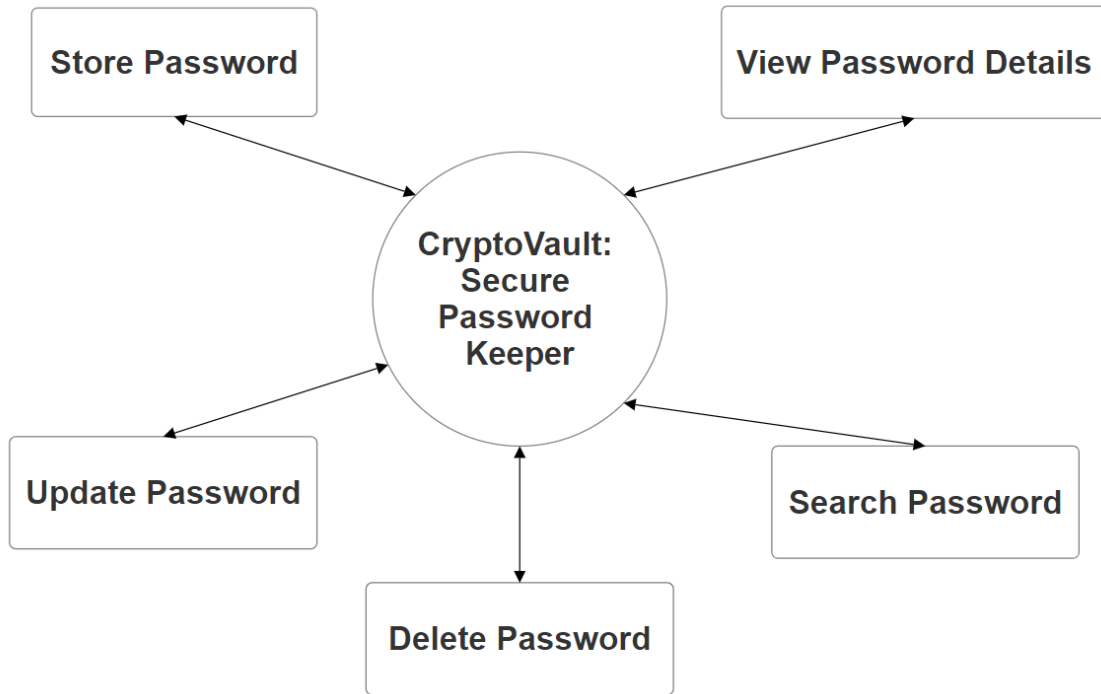 Store Password
View Password Details
CryptoVault:
Secure
Password
Keeper
Update Password
Search Password
Delete Password